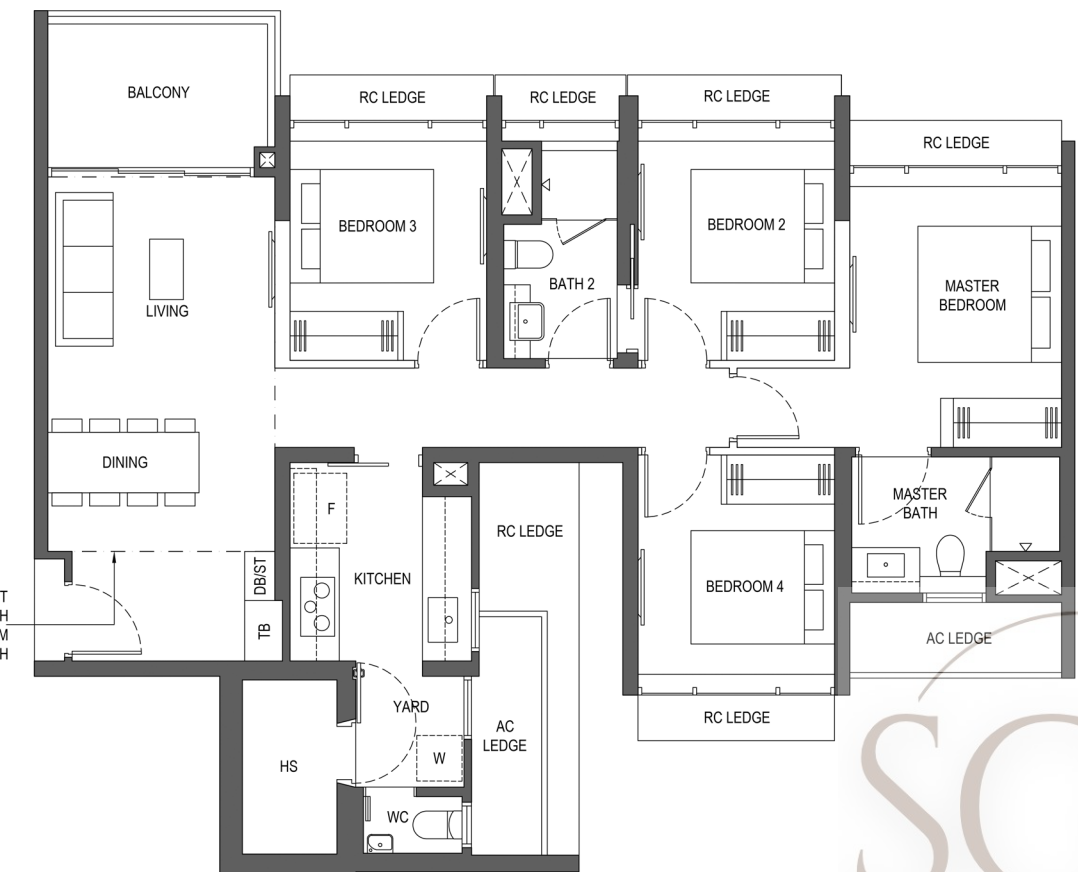 BALCONY
RC LEDGE
RC LEDGE
RC LEDGE
RC LEDGE
BEDROOM 3
BEDROOM 2
BATH 2
MASTER
BEDROOM
LIVING
DINING
F
KITCHEN
RC LEDGE
MASTER
BATH
BEDROOM 4
DB/ST
TB
T
H
M
H
AC LEDGE
YARD
RC LEDGE
AC
LEDGE
W
HS
WC